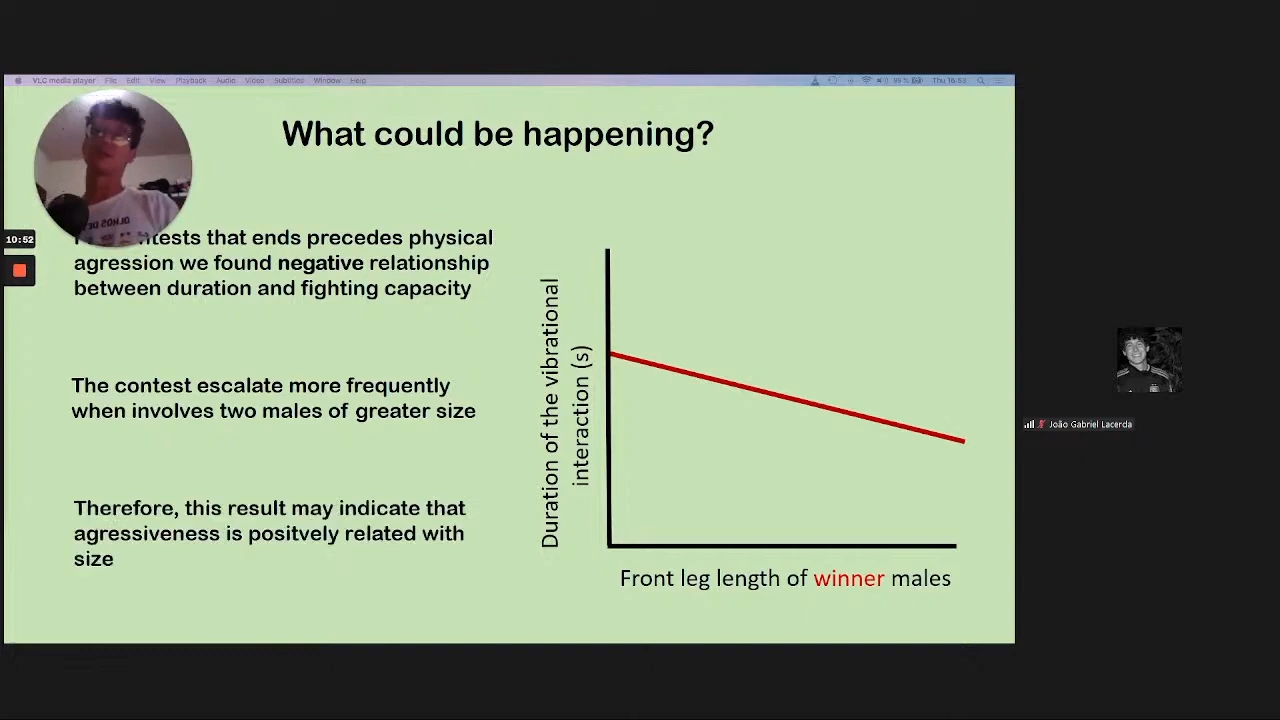 VLC media player File Edit View Playback Audio Video Subtitles Window Help
99 % Thu 16:53
What could be happening?
10:52
that ends precedes physical
agression we found negative relationship
between duration and fighting capacity
The contest escalate more frequently
when involves two males of greater size
Therefore, this result may indicate that
agressiveness is positvely related with
size
Duration of the vibrational
interaction (s)
Front leg length of winner males
João Gabriel Lacerda